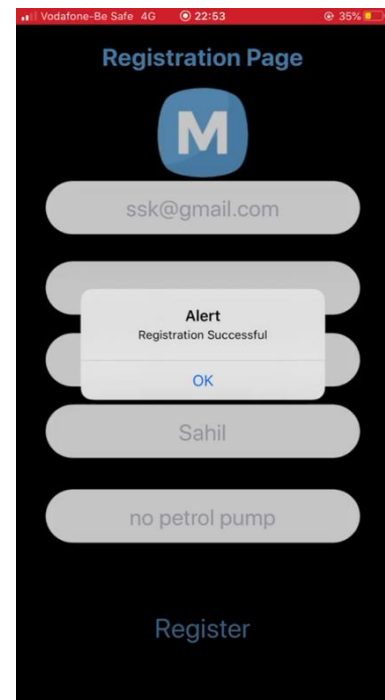 Vodafone-Be Safe 4G 22:53 35%
Registration Page
M
ssk@gmail.com
Alert
Registration Successful
OK
Sahil
no petrol pump
Register